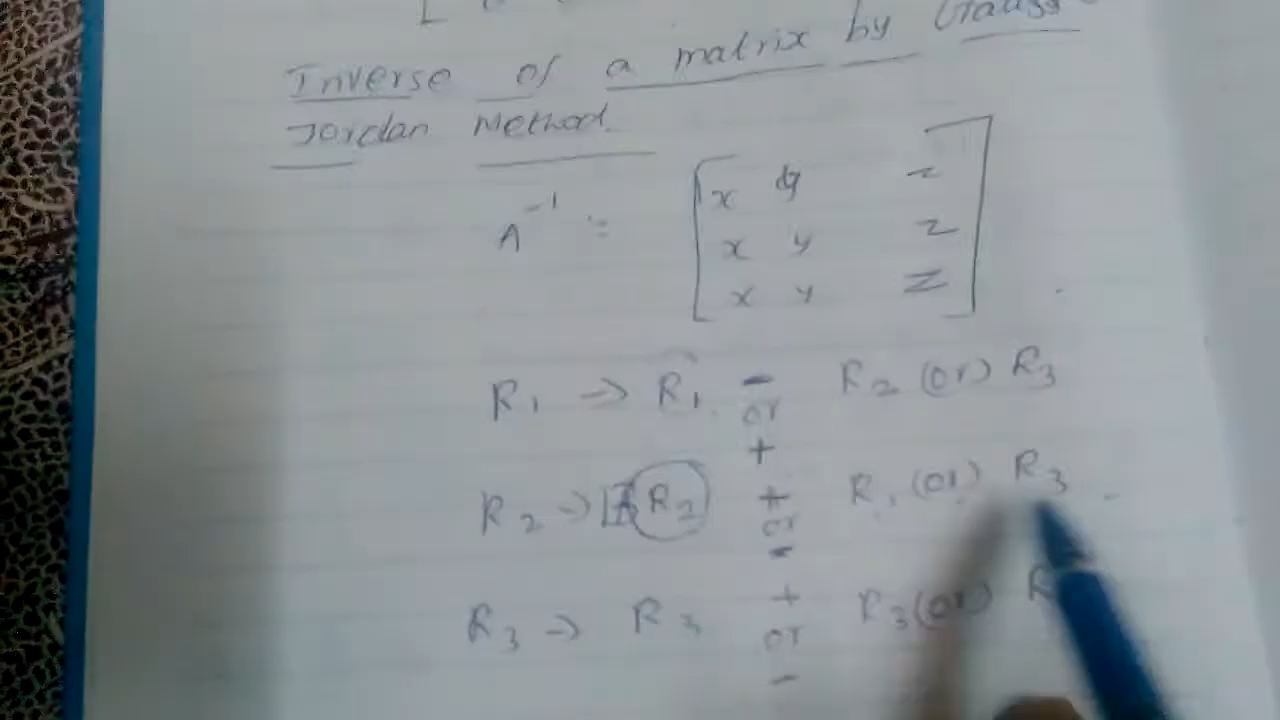 Inverse of a matrix by Gauss
Jordan Method.
A⁻¹ = [ x y z
x y z
x y z ]
R₁ → R₁ - or + R₂ (or) R₃
R₂ → R₂ + or - R₁ (or) R₃
R₃ → R₃ + or - R₃ (or) R